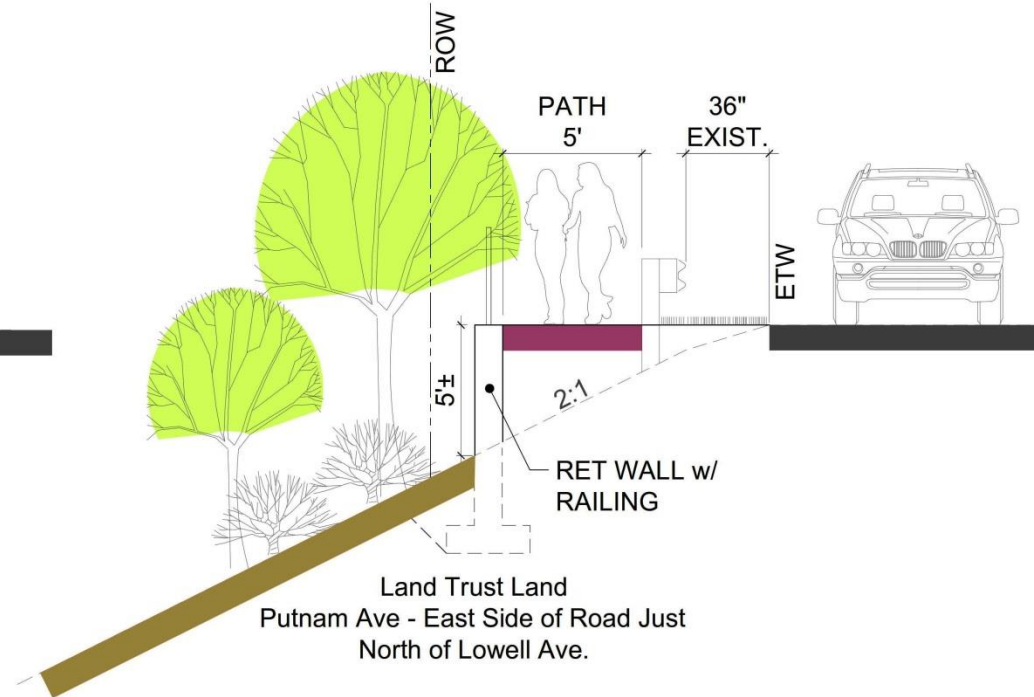 ROW
PATH
5'
36"
EXIST.
ETW
5'±
2:1
RET WALL w/
RAILING
Land Trust Land
Putnam Ave - East Side of Road Just
North of Lowell Ave.